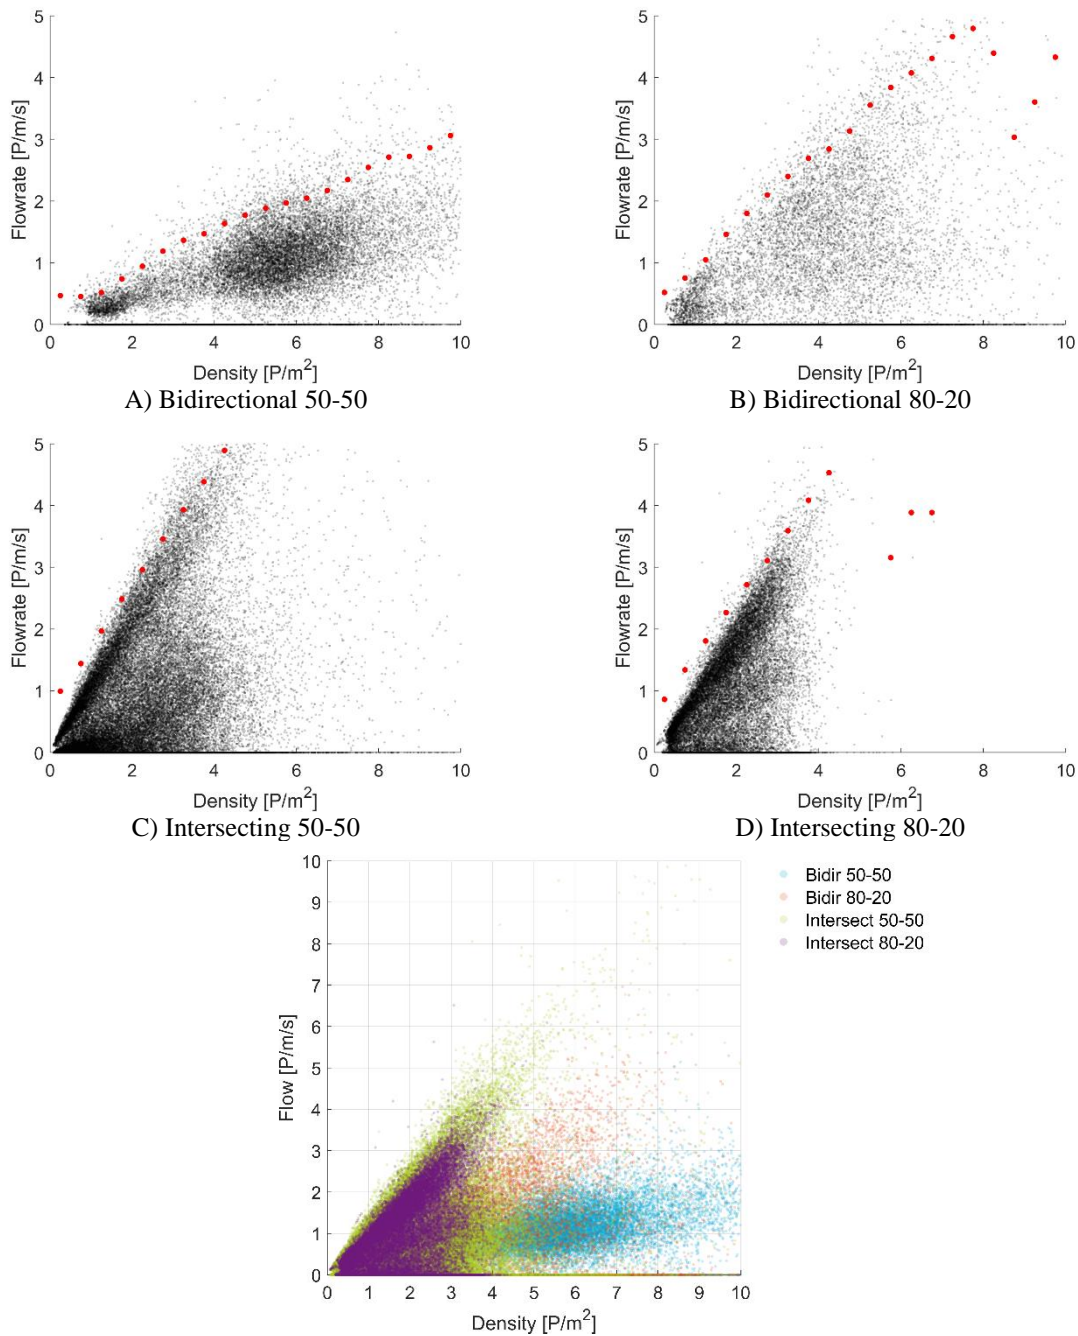 5
5
4
4
3
3
2
2
1
1
0
0
0 2 4 6 8 10
0 2 4 6 8 10
Flowrate [P/m/s]
Flowrate [P/m/s]
Density [P/m²]
Density [P/m²]
A) Bidirectional 50-50
B) Bidirectional 80-20
5
5
4
4
3
3
2
2
1
1
0
0
0 2 4 6 8 10
0 2 4 6 8 10
Flowrate [P/m/s]
Flowrate [P/m/s]
Density [P/m²]
Density [P/m²]
C) Intersecting 50-50
D) Intersecting 80-20
10
9
8
7
6
5
4
3
2
1
0
0 1 2 3 4 5 6 7 8 9 10
Flow [P/m/s]
Density [P/m²]
Bidir 50-50
Bidir 80-20
Intersect 50-50
Intersect 80-20